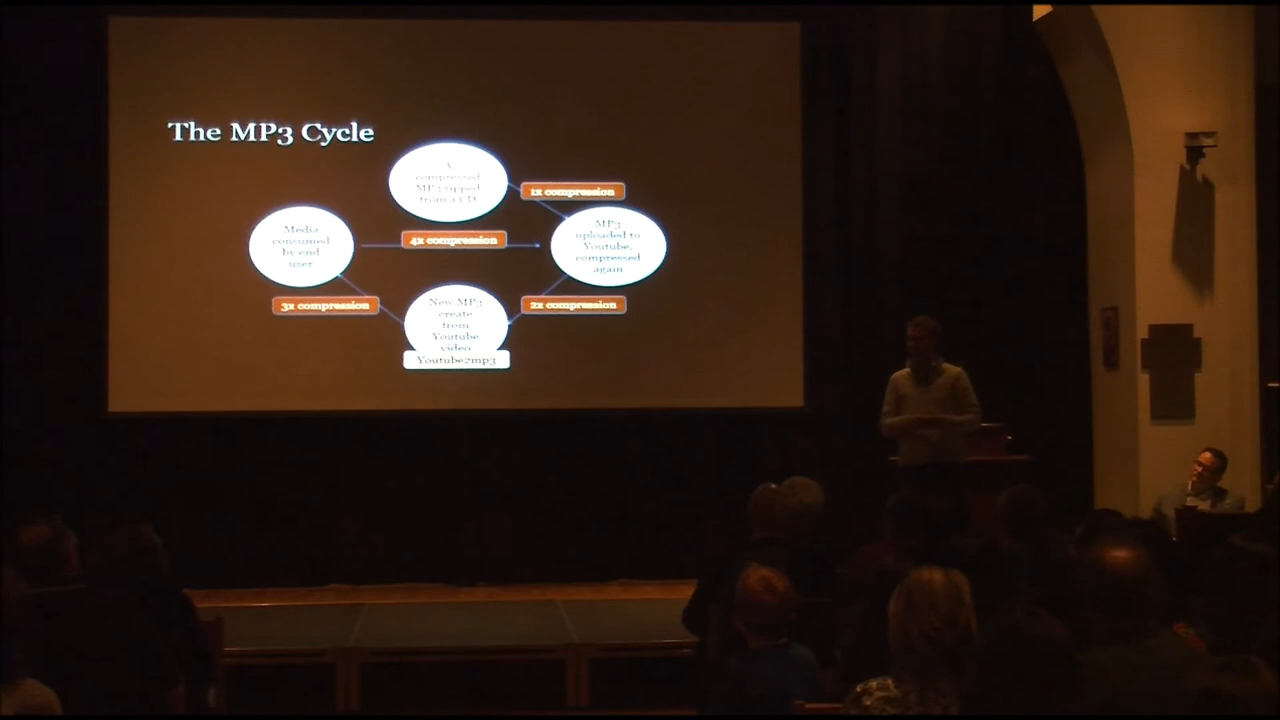 The MP3 Cycle
A
compressed
MP3 ripped
from a CD
1x compression
Media
consumed
by end
user
4x compression
MP3
uploaded to
Youtube,
compressed
again
3x compression
New MP3
create
from
Youtube
video
2x compression
Youtube2mp3